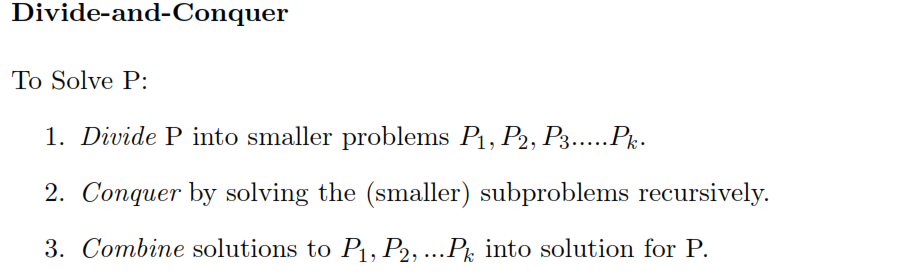 Divide-and-Conquer
To Solve P:
1. Divide P into smaller problems P₁, P₂, P₃.....Pₖ.
2. Conquer by solving the (smaller) subproblems recursively.
3. Combine solutions to P₁, P₂, ...Pₖ into solution for P.